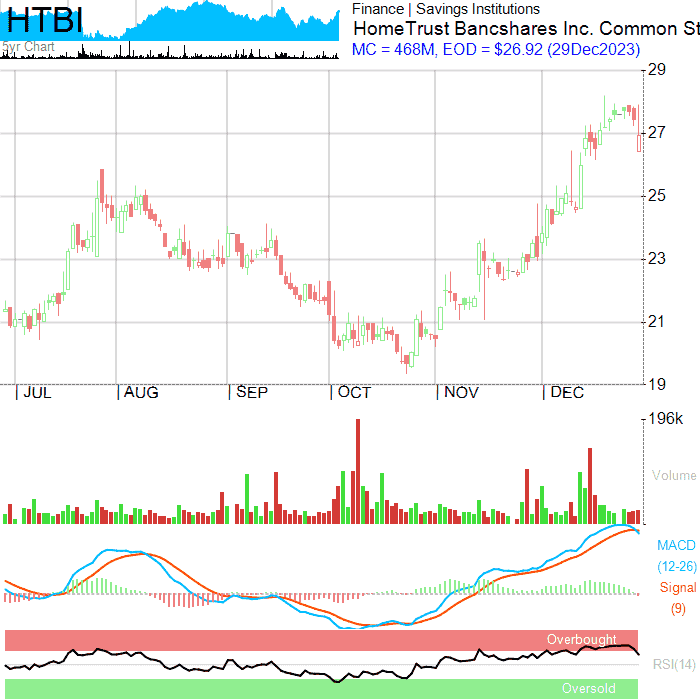 HTBI
5yr Chart
Finance | Savings Institutions
HomeTrust Bancshares Inc. Common St
MC = 468M, EOD = $26.92 (29Dec2023)
29
27
25
23
21
19
JUL AUG SEP OCT NOV DEC
196k
Volume
MACD
(12-26)
Signal
(9)
Overbought
RSI(14)
Oversold